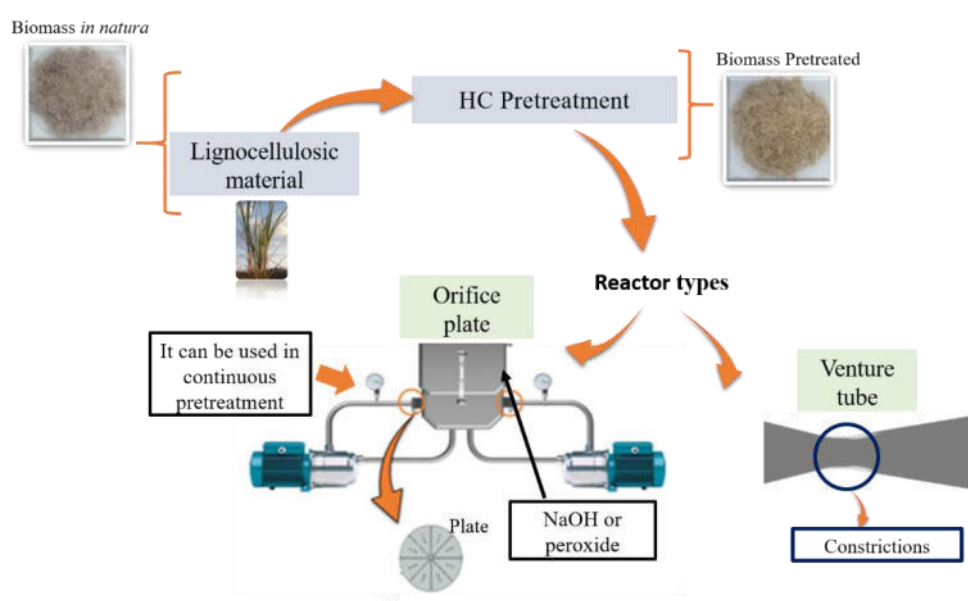 Biomass in natura
Lignocellulosic
material
HC Pretreatment
Biomass Pretreated
Reactor types
Orifice
plate
It can be used in
continuous
pretreatment
Plate
NaOH or
peroxide
Venture
tube
Constrictions